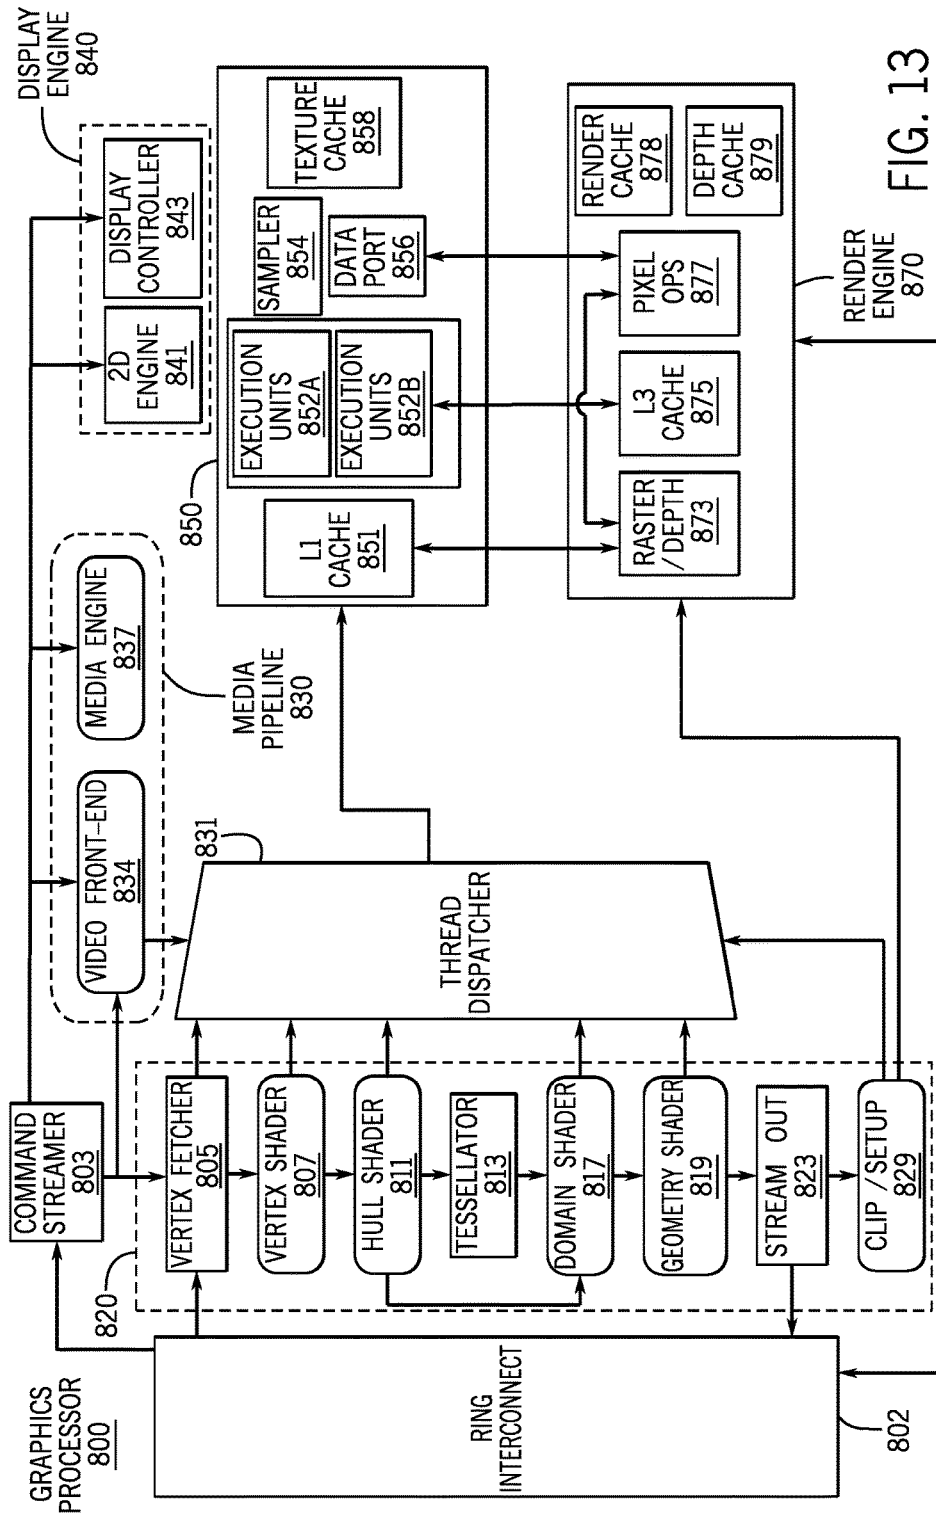 GRAPHICS
PROCESSOR
800
COMMAND
STREAMER
803
820
RING
INTERCONNECT
802
VERTEX FETCHER
805
VERTEX SHADER
807
HULL SHADER
811
TESSELLATOR
813
DOMAIN SHADER
817
GEOMETRY SHADER
819
STREAM OUT
823
CLIP/SETUP
829
VIDEO FRONT-END
834
MEDIA ENGINE
837
MEDIA
PIPELINE
830
THREAD
DISPATCHER
831
DISPLAY
ENGINE
840
2D
ENGINE
841
DISPLAY
CONTROLLER
843
850
L1
CACHE
851
EXECUTION
UNITS
852A
EXECUTION
UNITS
852B
SAMPLER
854
DATA
PORT
856
TEXTURE
CACHE
858
RASTER
/DEPTH
873
L3
CACHE
875
PIXEL
OPS
877
RENDER
CACHE
878
DEPTH
CACHE
879
RENDER
ENGINE
870
FIG. 13